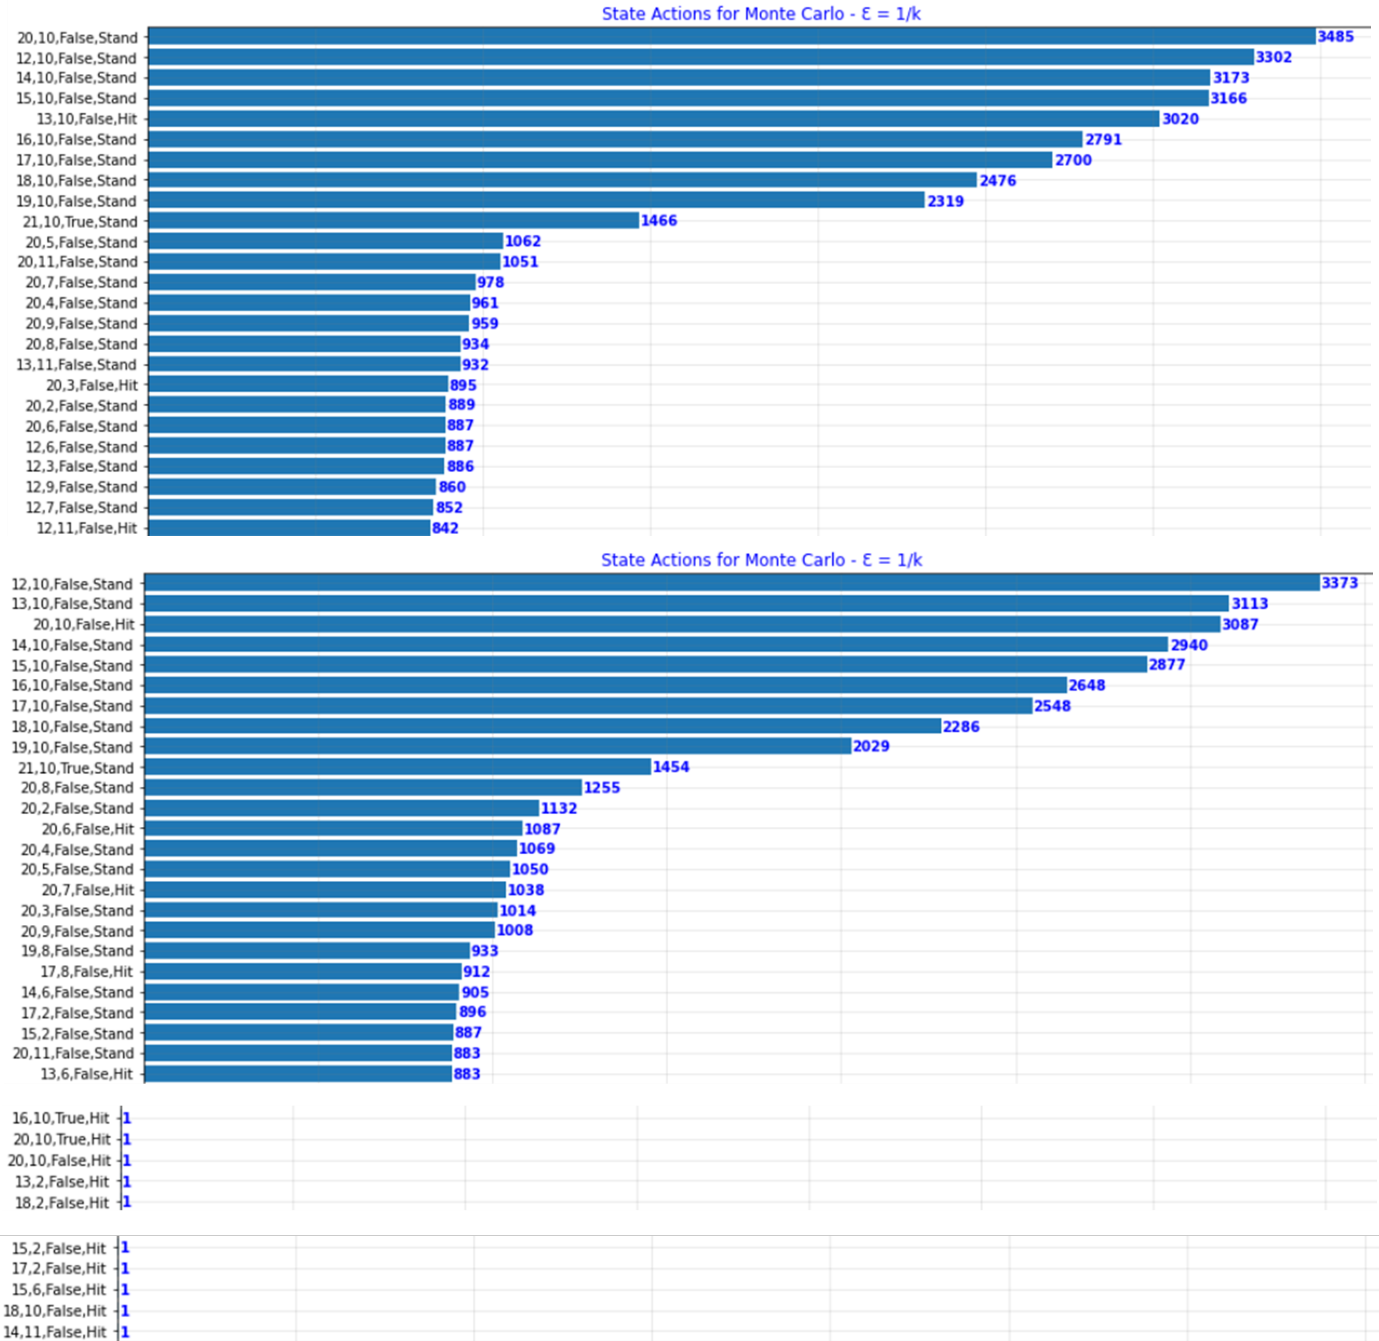 State Actions for Monte Carlo - Ɛ = 1/k
20,10,False,Stand 3485
12,10,False,Stand 3302
14,10,False,Stand 3173
15,10,False,Stand 3166
13,10,False,Hit 3020
16,10,False,Stand 2791
17,10,False,Stand 2700
18,10,False,Stand 2476
19,10,False,Stand 2319
21,10,True,Stand 1466
20,5,False,Stand 1062
20,11,False,Stand 1051
20,7,False,Stand 978
20,4,False,Stand 961
20,9,False,Stand 959
20,8,False,Stand 934
13,11,False,Stand 932
20,3,False,Hit 895
20,2,False,Stand 889
20,6,False,Stand 887
12,6,False,Stand 887
12,3,False,Stand 886
12,9,False,Stand 860
12,7,False,Stand 852
12,11,False,Hit 842
State Actions for Monte Carlo - Ɛ = 1/k
12,10,False,Stand 3373
13,10,False,Stand 3113
20,10,False,Hit 3087
14,10,False,Stand 2940
15,10,False,Stand 2877
16,10,False,Stand 2648
17,10,False,Stand 2548
18,10,False,Stand 2286
19,10,False,Stand 2029
21,10,True,Stand 1454
20,8,False,Stand 1255
20,2,False,Stand 1132
20,6,False,Hit 1087
20,4,False,Stand 1069
20,5,False,Stand 1050
20,7,False,Hit 1038
20,3,False,Stand 1014
20,9,False,Stand 1008
19,8,False,Stand 933
17,8,False,Hit 912
14,6,False,Stand 905
17,2,False,Stand 896
15,2,False,Stand 887
20,11,False,Stand 883
13,6,False,Hit 883
16,10,True,Hit 1
20,10,True,Hit 1
20,10,False,Hit 1
13,2,False,Hit 1
18,2,False,Hit 1
15,2,False,Hit 1
17,2,False,Hit 1
15,6,False,Hit 1
18,10,False,Hit 1
14,11,False,Hit 1